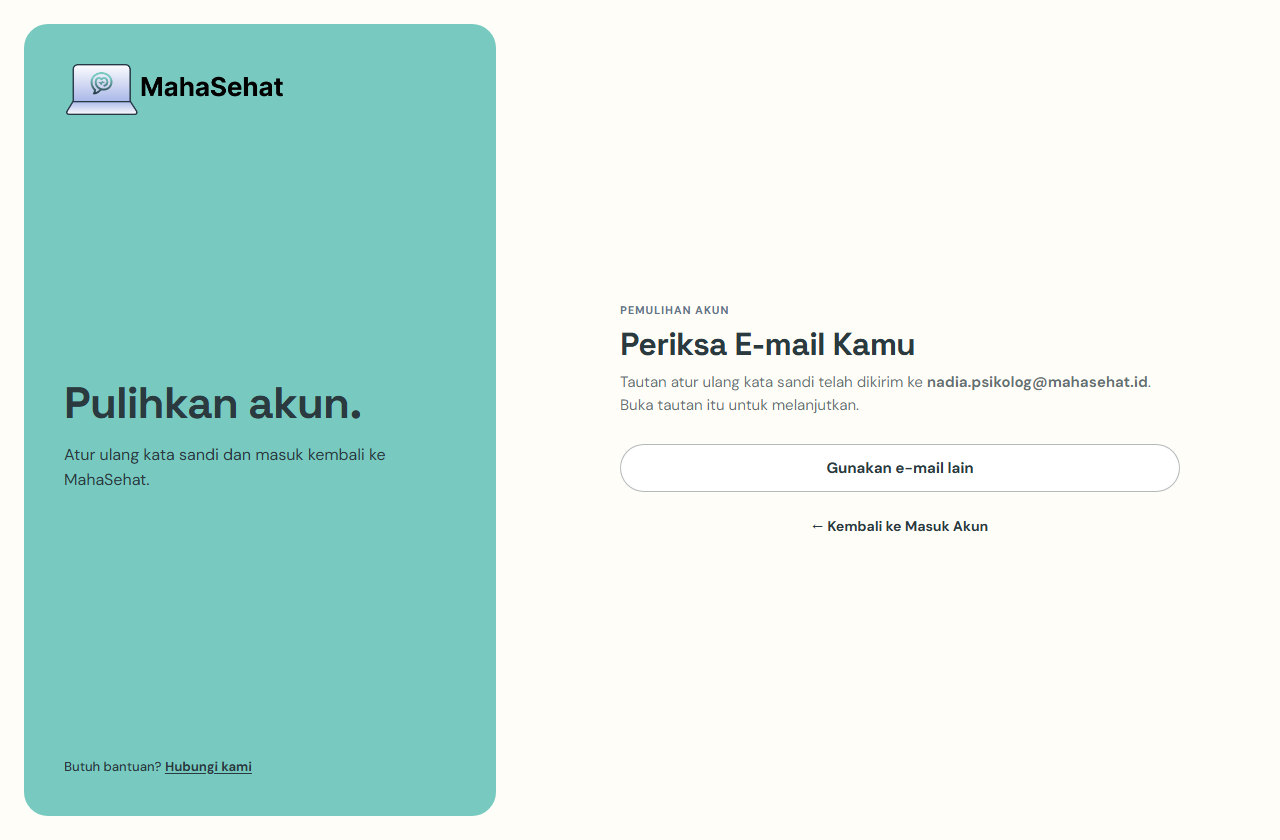 MahaSehat
Pulihkan akun.
Atur ulang kata sandi dan masuk kembali ke
MahaSehat.
Butuh bantuan? Hubungi kami
PEMULIHAN AKUN
Periksa E-mail Kamu
Tautan atur ulang kata sandi telah dikirim ke nadia.psikolog@mahasehat.id.
Buka tautan itu untuk melanjutkan.
Gunakan e-mail lain
← Kembali ke Masuk Akun